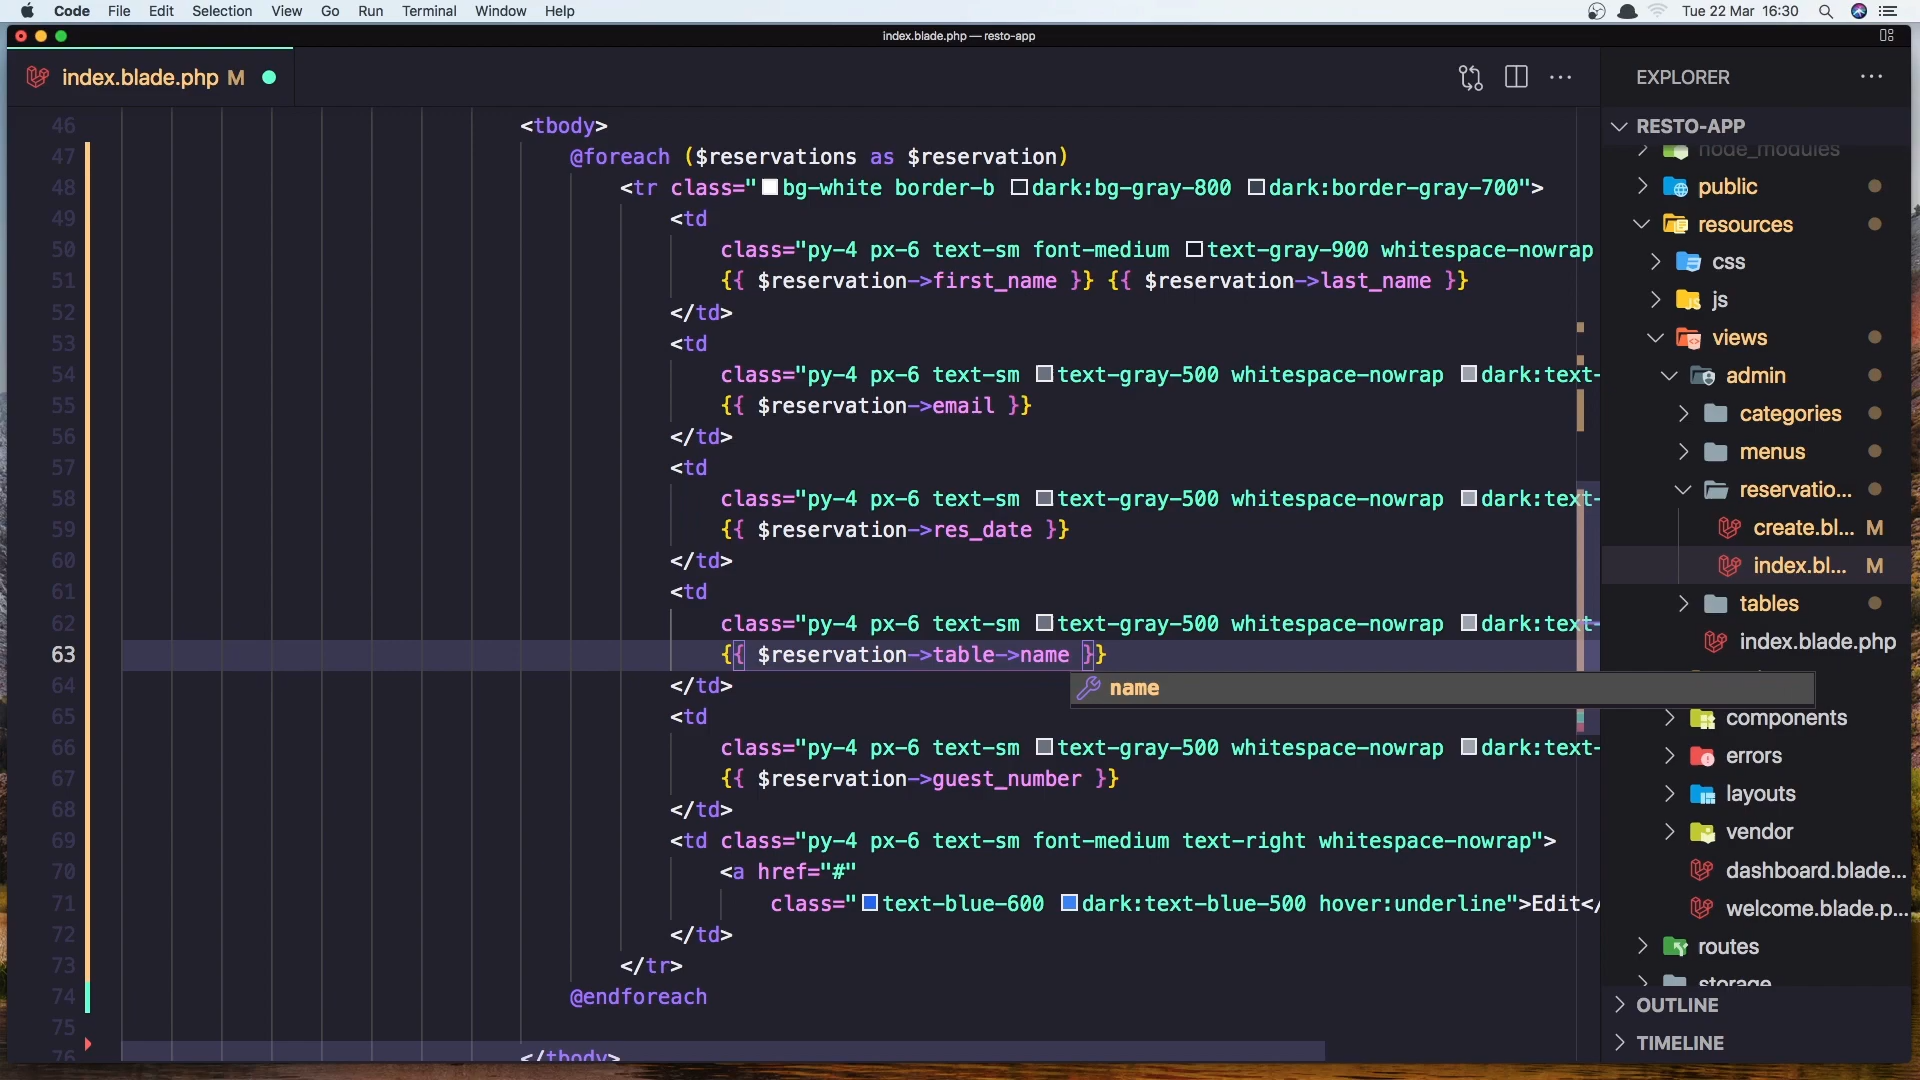 Code File Edit Selection View Go Run Terminal Window Help Tue 22 Mar 16:30
index.blade.php — resto-app
index.blade.php M
46 <tbody>
47 @foreach ($reservations as $reservation)
48 <tr class="bg-white border-b dark:bg-gray-800 dark:border-gray-700">
49 <td
50 class="py-4 px-6 text-sm font-medium text-gray-900 whitespace-nowrap
51 {{ $reservation->first_name }} {{ $reservation->last_name }}
52 </td>
53 <td
54 class="py-4 px-6 text-sm text-gray-500 whitespace-nowrap dark:text-
55 {{ $reservation->email }}
56 </td>
57 <td
58 class="py-4 px-6 text-sm text-gray-500 whitespace-nowrap dark:text-
59 {{ $reservation->res_date }}
60 </td>
61 <td
62 class="py-4 px-6 text-sm text-gray-500 whitespace-nowrap dark:text-
63 {{ $reservation->table->name }}
name
64 </td>
65 <td
66 class="py-4 px-6 text-sm text-gray-500 whitespace-nowrap dark:text-
67 {{ $reservation->guest_number }}
68 </td>
69 <td class="py-4 px-6 text-sm font-medium text-right whitespace-nowrap">
70 <a href="#"
71 class="text-blue-600 dark:text-blue-500 hover:underline">Edit</
72 </td>
73 </tr>
74 @endforeach
75
76 </tbody>
EXPLORER
RESTO-APP
node_modules
public
resources
css
js
views
admin
categories
menus
reservatio...
create.bl... M
index.bl... M
tables
index.blade.php
components
errors
layouts
vendor
dashboard.blade...
welcome.blade.p...
routes
storage
OUTLINE
TIMELINE